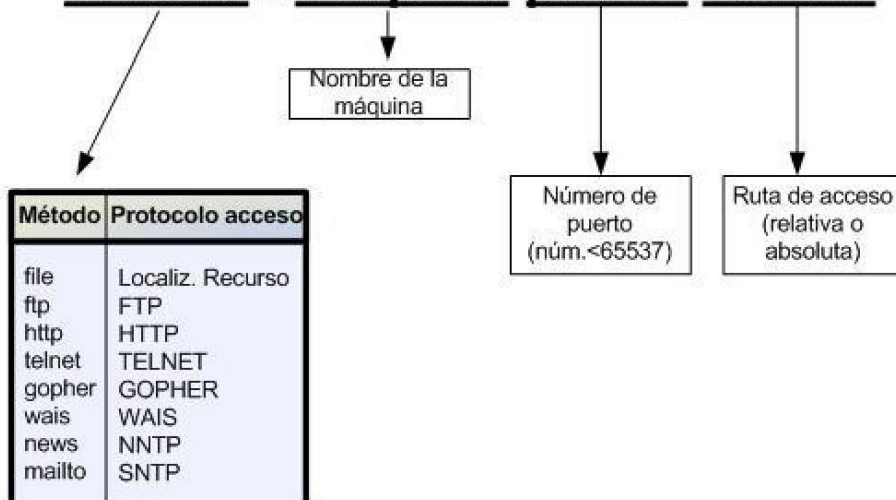 Nombre de la
máquina
Número de
puerto
(núm.<65537)
Ruta de acceso
(relativa o
absoluta)
Método Protocolo acceso
file Localiz. Recurso
ftp FTP
http HTTP
telnet TELNET
gopher GOPHER
wais WAIS
news NNTP
mailto SNTP